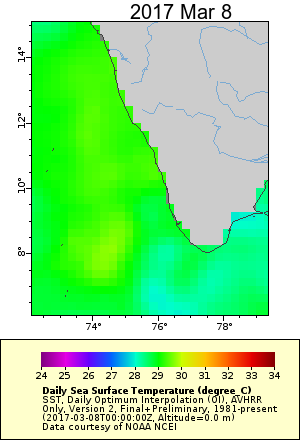 2017 Mar 8
14°
12°
10°
8°
74° 76° 78°
24 25 26 27 28 29 30 31 32 33 34
Daily Sea Surface Temperature (degree_C)
SST, Daily Optimum Interpolation (OI), AVHRR
Only, Version 2, Final+Preliminary, 1981-present
(2017-03-08T00:00:00Z, Altitude=0.0 m)
Data courtesy of NOAA NCEI